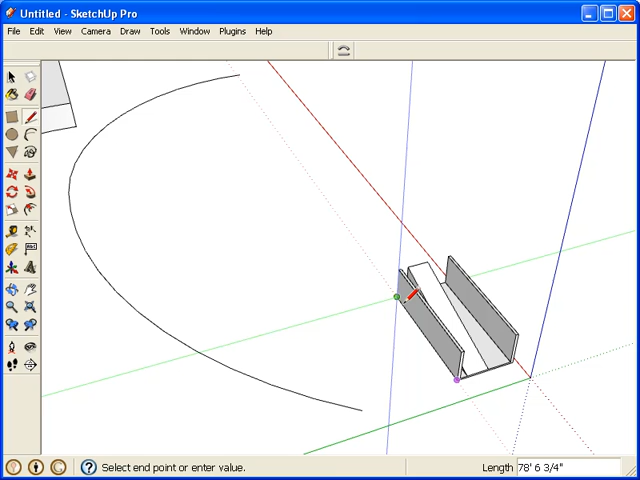 Untitled - SketchUp Pro
File Edit View Camera Draw Tools Window Plugins Help
Select end point or enter value. Length 78' 6 3/4"